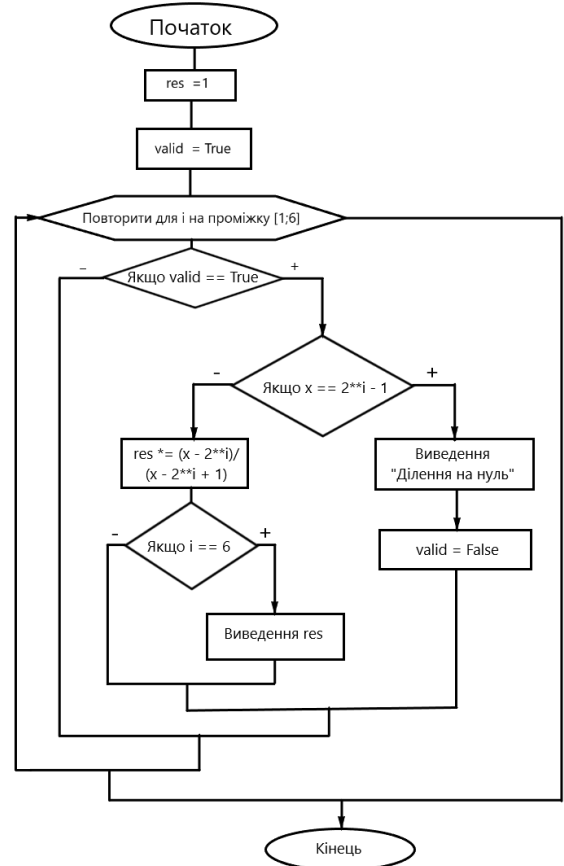 Початок
res =1
valid = True
Повторити для i на проміжку [1;6]
–
Якщо valid == True
+
-
Якщо x == 2**i - 1
+
res *= (x - 2**i)/
(x - 2**i + 1)
Виведення
"Ділення на нуль"
-
Якщо i == 6
+
valid = False
Виведення res
Кінець